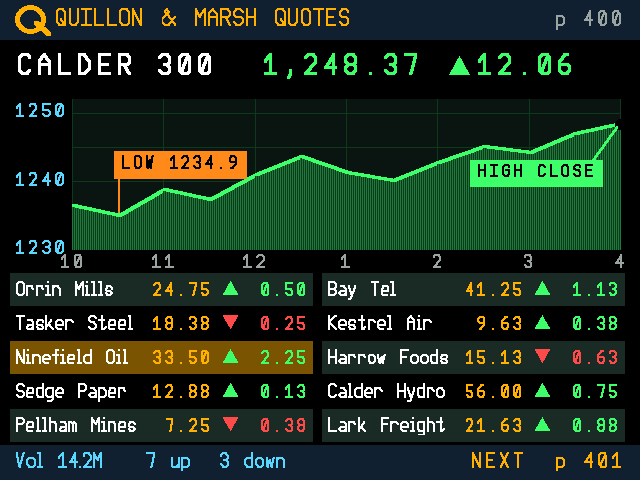 QUILLON & MARSH QUOTES p 400
CALDER 300 1,248.37 ▲12.06
1250
LOW 1234.9
HIGH CLOSE
1240
1230
10 11 12 1 2 3 4
Orrin Mills 24.75 ▲ 0.50
Bay Tel 41.25 ▲ 1.13
Tasker Steel 18.38 ▼ 0.25
Kestrel Air 9.63 ▲ 0.38
Ninefield Oil 33.50 ▲ 2.25
Harrow Foods 15.13 ▼ 0.63
Sedge Paper 12.88 ▲ 0.13
Calder Hydro 56.00 ▲ 0.75
Pellham Mines 7.25 ▼ 0.38
Lark Freight 21.63 ▲ 0.88
Vol 14.2M 7 up 3 down NEXT p 401